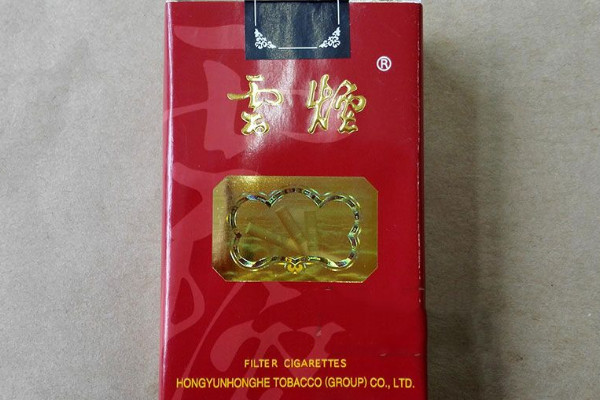 雲煙®
FILTER CIGARETTES
HONGYUNHONGHE TOBACCO (GROUP) CO., LTD.